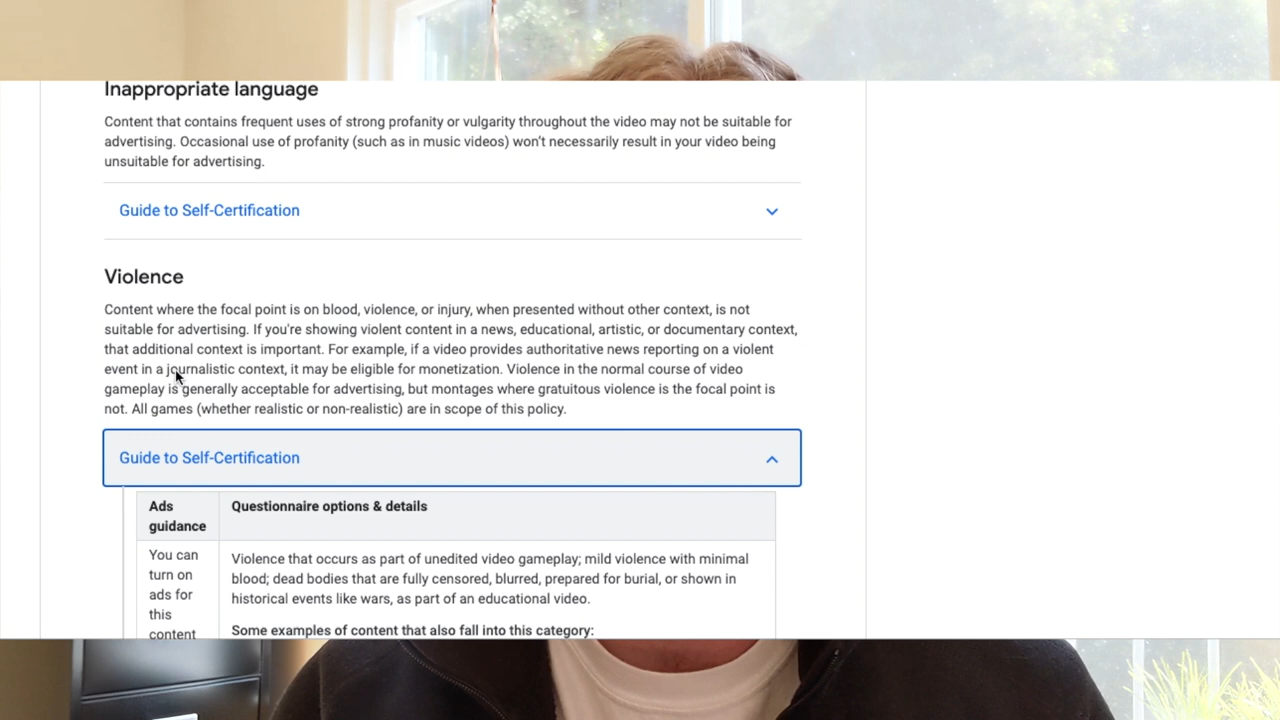 Inappropriate language
Content that contains frequent uses of strong profanity or vulgarity throughout the video may not be suitable for
advertising. Occasional use of profanity (such as in music videos) won't necessarily result in your video being
unsuitable for advertising.
Guide to Self-Certification
Violence
Content where the focal point is on blood, violence, or injury, when presented without other context, is not
suitable for advertising. If you're showing violent content in a news, educational, artistic, or documentary context,
that additional context is important. For example, if a video provides authoritative news reporting on a violent
event in a journalistic context, it may be eligible for monetization. Violence in the normal course of video
gameplay is generally acceptable for advertising, but montages where gratuitous violence is the focal point is
not. All games (whether realistic or non-realistic) are in scope of this policy.
Guide to Self-Certification
Ads
guidance
Questionnaire options & details
You can
turn on
ads for
this
content
Violence that occurs as part of unedited video gameplay; mild violence with minimal
blood; dead bodies that are fully censored, blurred, prepared for burial, or shown in
historical events like wars, as part of an educational video.
Some examples of content that also fall into this category: